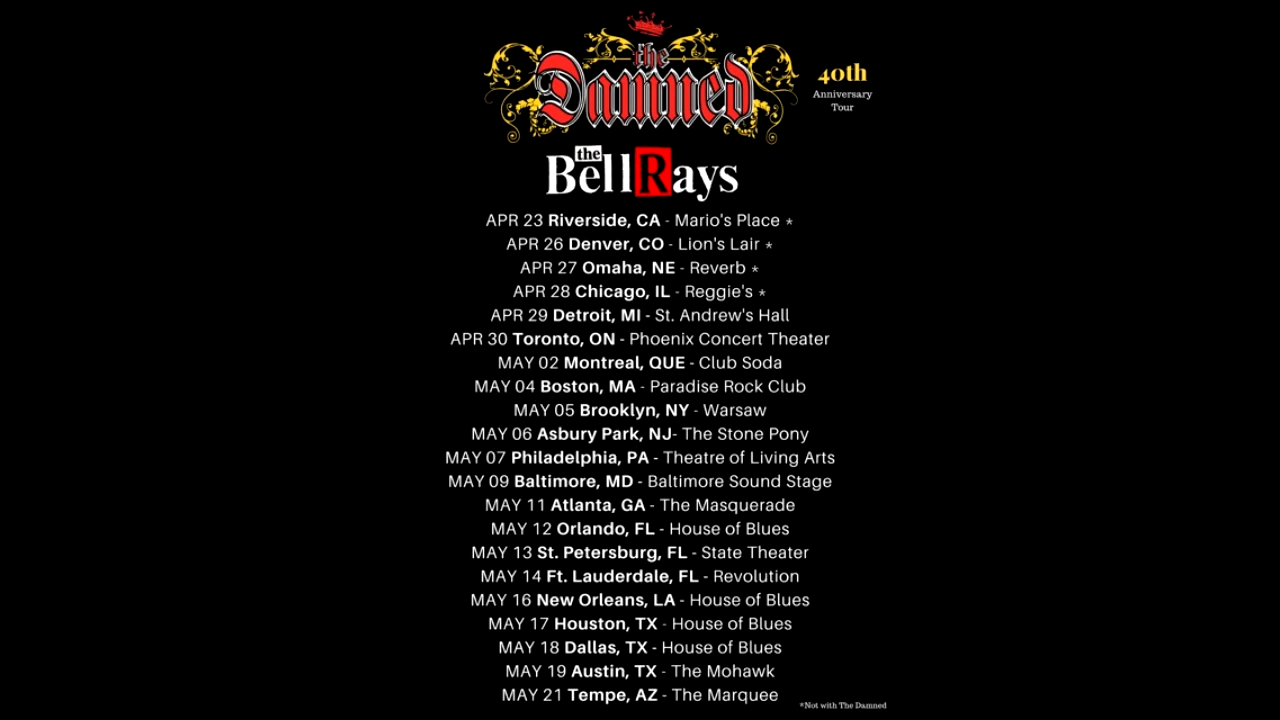 the
Damned
40th
Anniversary
Tour
the
BellRays
APR 23 Riverside, CA - Mario's Place *
APR 26 Denver, CO - Lion's Lair *
APR 27 Omaha, NE - Reverb *
APR 28 Chicago, IL - Reggie's *
APR 29 Detroit, MI - St. Andrew's Hall
APR 30 Toronto, ON - Phoenix Concert Theater
MAY 02 Montreal, QUE - Club Soda
MAY 04 Boston, MA - Paradise Rock Club
MAY 05 Brooklyn, NY - Warsaw
MAY 06 Asbury Park, NJ- The Stone Pony
MAY 07 Philadelphia, PA - Theatre of Living Arts
MAY 09 Baltimore, MD - Baltimore Sound Stage
MAY 11 Atlanta, GA - The Masquerade
MAY 12 Orlando, FL - House of Blues
MAY 13 St. Petersburg, FL - State Theater
MAY 14 Ft. Lauderdale, FL - Revolution
MAY 16 New Orleans, LA - House of Blues
MAY 17 Houston, TX - House of Blues
MAY 18 Dallas, TX - House of Blues
MAY 19 Austin, TX - The Mohawk
MAY 21 Tempe, AZ - The Marquee
*Not with The Damned